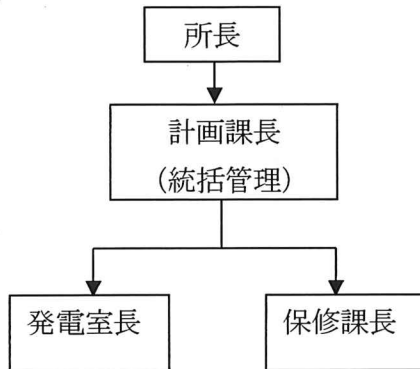 所長
計画課長
(統括管理)
発電室長
保修課長